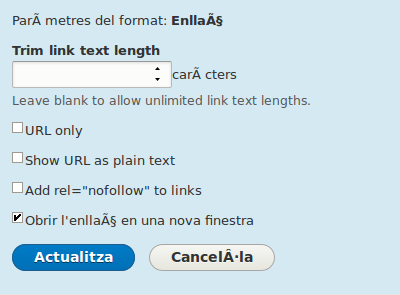 ParÃ metres del format: EnllaÃ§
Trim link text length
carÃ cters
Leave blank to allow unlimited link text lengths.
URL only
Show URL as plain text
Add rel="nofollow" to links
Obrir l'enllaÃ§ en una nova finestra
Actualitza CancelÂ·la